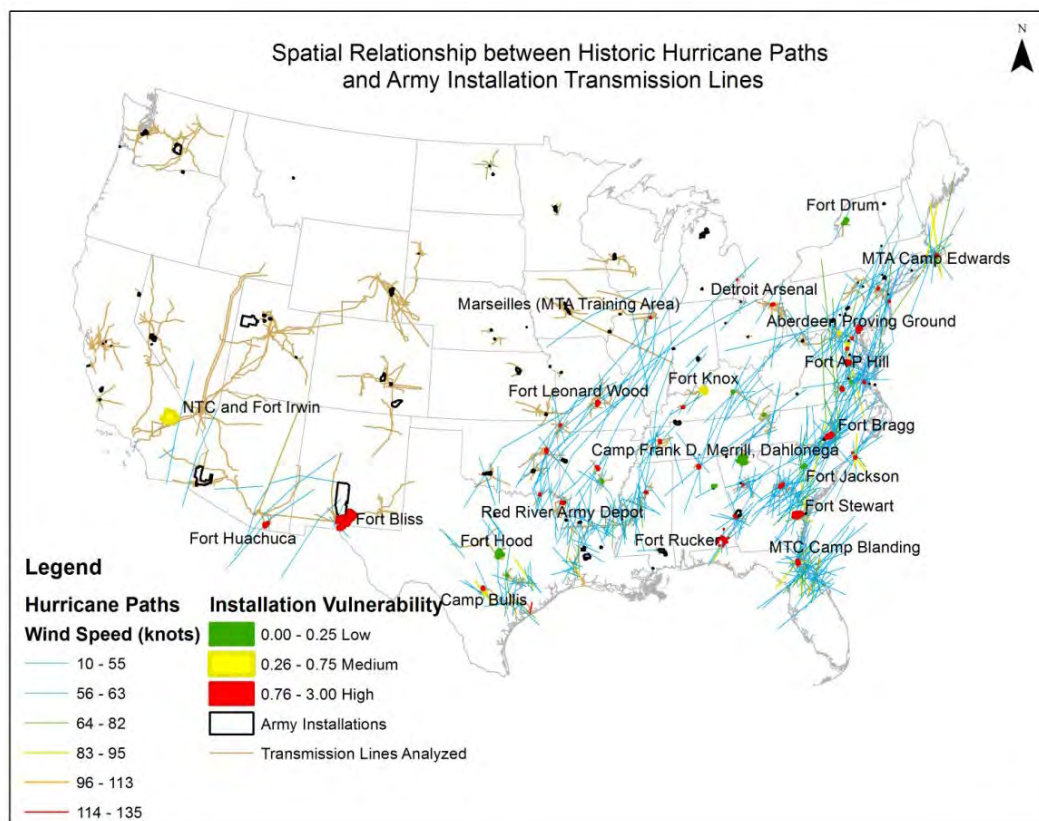 N
Spatial Relationship between Historic Hurricane Paths
and Army Installation Transmission Lines
Fort Drum
MTA Camp Edwards
Detroit Arsenal
Marseilles (MTA Training Area)
Aberdeen Proving Ground
Fort A P Hill
Fort Leonard Wood
Fort Knox
NTC and Fort Irwin
Fort Bragg
Camp Frank D. Merrill, Dahlonega
Fort Jackson
Red River Army Depot
Fort Stewart
Fort Bliss
Fort Huachuca
Fort Hood
Fort Rucker
MTC Camp Blanding
Camp Bullis
Legend
Hurricane Paths
Wind Speed (knots)
10 - 55
56 - 63
64 - 82
83 - 95
96 - 113
114 - 135
Installation Vulnerability
0.00 - 0.25 Low
0.26 - 0.75 Medium
0.76 - 3.00 High
Army Installations
Transmission Lines Analyzed